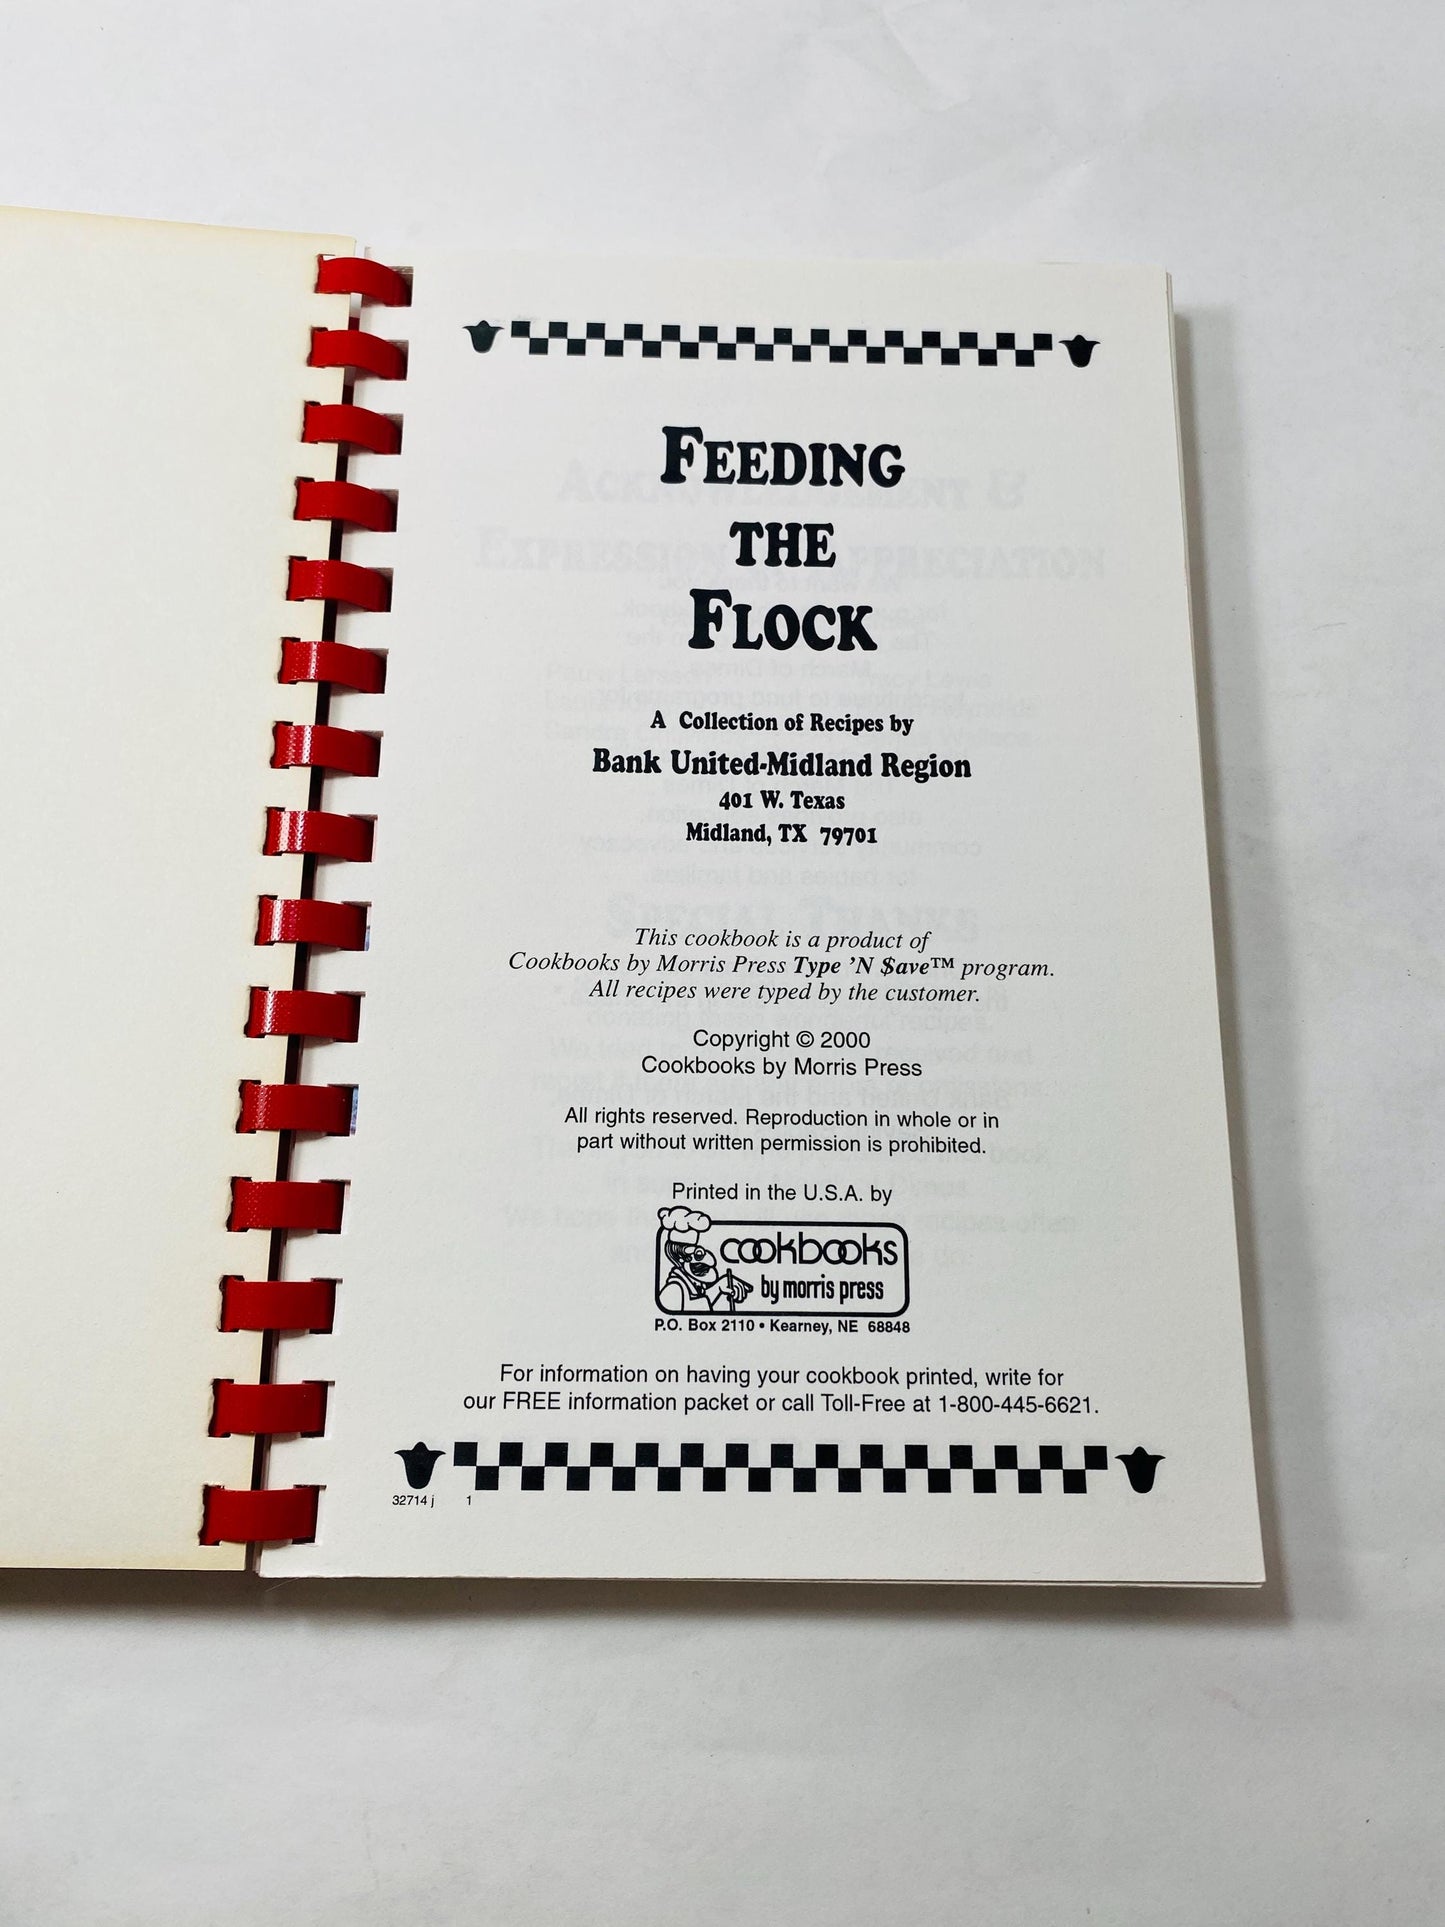 FEEDING
THE
FLOCK
A Collection of Recipes by
Bank United-Midland Region
401 W. Texas
Midland, TX 79701
This cookbook is a product of
Cookbooks by Morris Press Type 'N $ave™ program.
All recipes were typed by the customer.
Copyright © 2000
Cookbooks by Morris Press
All rights reserved. Reproduction in whole or in
part without written permission is prohibited.
Printed in the U.S.A. by
cookbooks
by morris press
P.O. Box 2110 • Kearney, NE 68848
For information on having your cookbook printed, write for
our FREE information packet or call Toll-Free at 1-800-445-6621.
32714 j 1